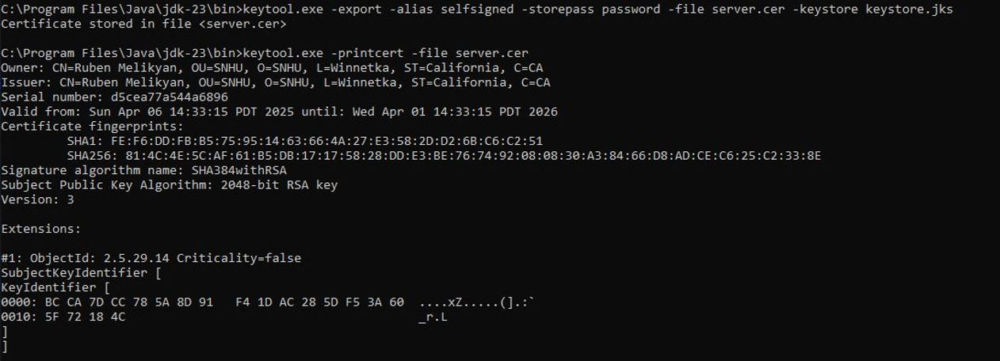 C:\Program Files\Java\jdk-23\bin>keytool.exe -export -alias selfsigned -storepass password -file server.cer -keystore keystore.jks
Certificate stored in file <server.cer>
C:\Program Files\Java\jdk-23\bin>keytool.exe -printcert -file server.cer
Owner: CN=Ruben Melikyan, OU=SNHU, O=SNHU, L=Winnetka, ST=California, C=CA
Issuer: CN=Ruben Melikyan, OU=SNHU, O=SNHU, L=Winnetka, ST=California, C=CA
Serial number: d5cea77a544a6896
Valid from: Sun Apr 06 14:33:15 PDT 2025 until: Wed Apr 01 14:33:15 PDT 2026
Certificate fingerprints:
SHA1: FE:F6:DD:FB:B5:75:95:14:63:66:4A:27:E3:58:2D:D2:6B:C6:C2:51
SHA256: 81:4C:4E:5C:AF:61:B5:DB:17:17:58:28:DD:E3:BE:76:74:92:08:08:30:A3:84:66:D8:AD:CE:C6:25:C2:33:8E
Signature algorithm name: SHA384withRSA
Subject Public Key Algorithm: 2048-bit RSA key
Version: 3
Extensions:
#1: ObjectId: 2.5.29.14 Criticality=false
SubjectKeyIdentifier [
KeyIdentifier [
0000: BC CA 7D CC 78 5A 8D 91   F4 1D AC 28 5D F5 3A 60  ....xZ.....(].:`
0010: 5F 72 18 4C                                        _r.L
]
]